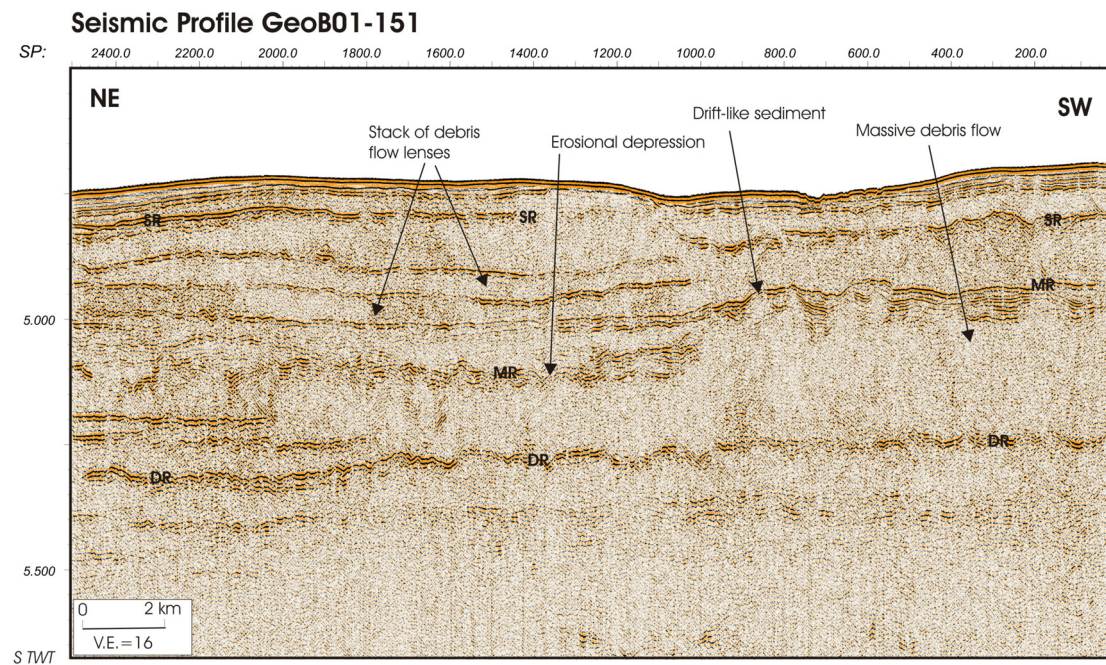 Seismic Profile GeoB01-151
SP:
2400.0 2200.0 2000.0 1800.0 1600.0 1400.0 1200.0 1000.0 800.0 600.0 400.0 200.0
NE
SW
Stack of debris
flow lenses
Erosional depression
Drift-like sediment
Massive debris flow
SR
SR
SR
MR
5.000
MR
DR
DR
DR
5.500
0 2 km
V.E.=16
S TWT